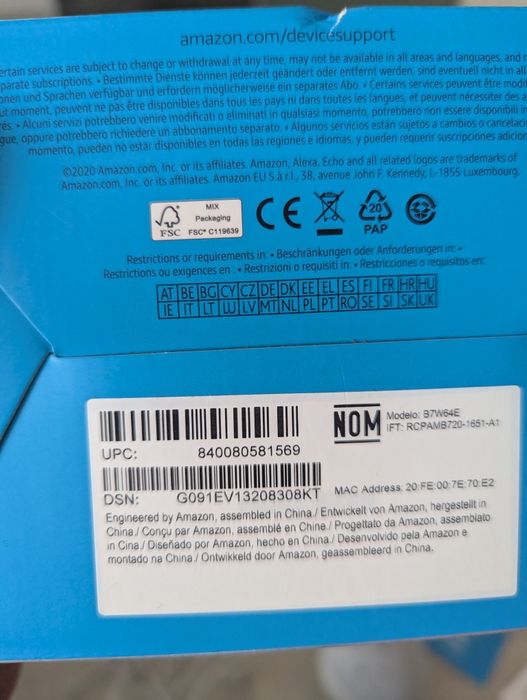 amazon.com/devicesupport
ertain services are subject to change or withdrawal at any time, may not be available in all areas and languages, and
parate subscriptions. • Bestimmte Dienste können jederzeit geändert oder entfernt werden, sind eventuell nicht in all
onen und Sprachen verfügbar und erfordern möglicherweise ein separates Abo. • Certains services peuvent être modi
ut moment, peuvent ne pas être disponibles dans tous les pays ni dans toutes les langues, et peuvent nécessiter des a
rés. • Alcuni servizi potrebbero venire modificati o eliminati in qualsiasi momento, potrebbero non essere disponibili in
gue, oppure potrebbero richiedere un abbonamento separato. • Algunos servicios están sujetos a cambios o cancelac
momento, pueden no estar disponibles en todas las regiones e idiomas, y pueden requerir suscripciones adicion
©2020 Amazon.com, Inc. or its affiliates. Amazon, Alexa, Echo and all related logos are trademarks of
Amazon.com, Inc. or its affiliates. Amazon EU S.à r.l., 38, avenue John F. Kennedy, L-1855 Luxembourg.
FSC
MIX
Packaging
FSC® C119639
CE
20
PAP
Restrictions or requirements in: • Beschränkungen oder Anforderungen in: •
Restrictions ou exigences en : • Restrizioni o requisiti in: • Restricciones o requisitos en:
AT BE BG CY CZ DE DK EE EL ES FI FR HR HU
IE IT LT LU LV MT NL PL PT RO SE SI SK UK
UPC: 840080581569
NOM
Modelo: B7W64E
IFT: RCPAMB720-1651-A1
DSN: G091EV13208308KT
MAC Address: 20:FE:00:7E:70:E2
Engineered by Amazon, assembled in China./ Entwickelt von Amazon, hergestellt in
China./ Conçu par Amazon, assemblé en Chine./ Progettato da Amazon, assemblato
in Cina./ Diseñado por Amazon, hecho en China./ Desenvolvido pela Amazon e
montado na China./ Ontwikkeld door Amazon, geassembleerd in China.